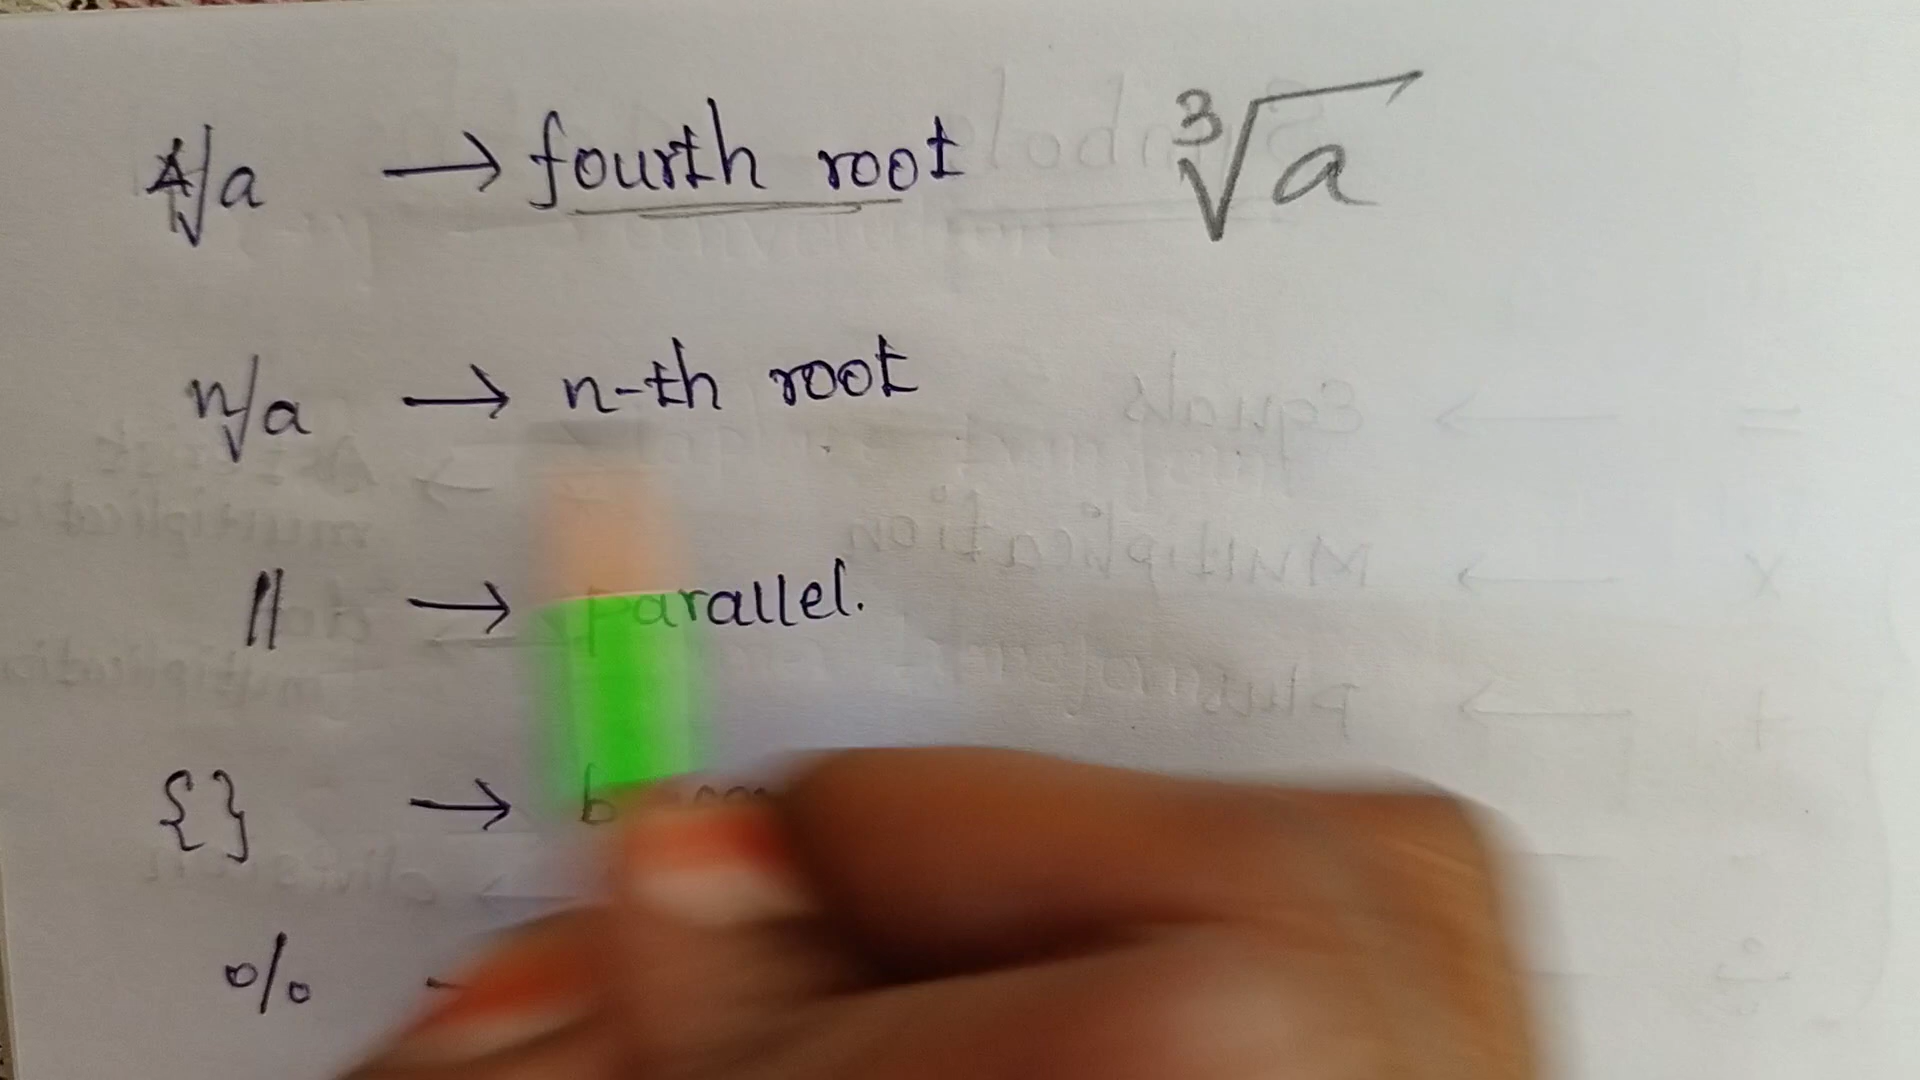 ∜a → fourth root ∛a
ⁿ√a → n-th root
|| → parallel.
{} →
%